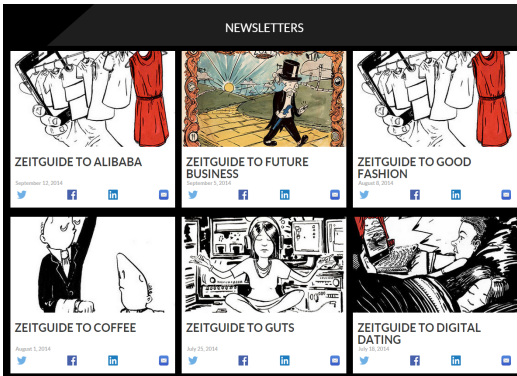 NEWSLETTERS
ZEITGUIDE TO ALIBABA
September 12, 2014
ZEITGUIDE TO FUTURE
BUSINESS
September 5, 2014
ZEITGUIDE TO GOOD
FASHION
August 8, 2014
ZEITGUIDE TO COFFEE
August 1, 2014
ZEITGUIDE TO GUTS
July 25, 2014
ZEITGUIDE TO DIGITAL
DATING
July 18, 2014